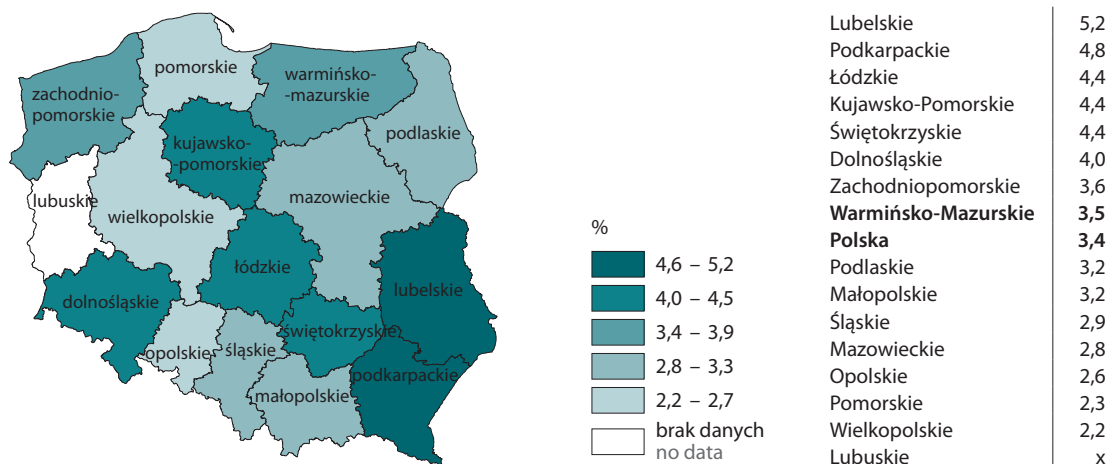 pomorskie
warmińsko-
-mazurskie
zachodnio-
pomorskie
podlaskie
kujawsko-
-pomorskie
lubuskie
mazowieckie
wielkopolskie
łódzkie
lubelskie
dolnośląskie
świętokrzyskie
opolskie
śląskie
podkarpackie
małopolskie
%
4,6 – 5,2
4,0 – 4,5
3,4 – 3,9
2,8 – 3,3
2,2 – 2,7
brak danych
no data
Lubelskie 5,2
Podkarpackie 4,8
Łódzkie 4,4
Kujawsko-Pomorskie 4,4
Świętokrzyskie 4,4
Dolnośląskie 4,0
Zachodniopomorskie 3,6
Warmińsko-Mazurskie 3,5
Polska 3,4
Podlaskie 3,2
Małopolskie 3,2
Śląskie 2,9
Mazowieckie 2,8
Opolskie 2,6
Pomorskie 2,3
Wielkopolskie 2,2
Lubuskie x